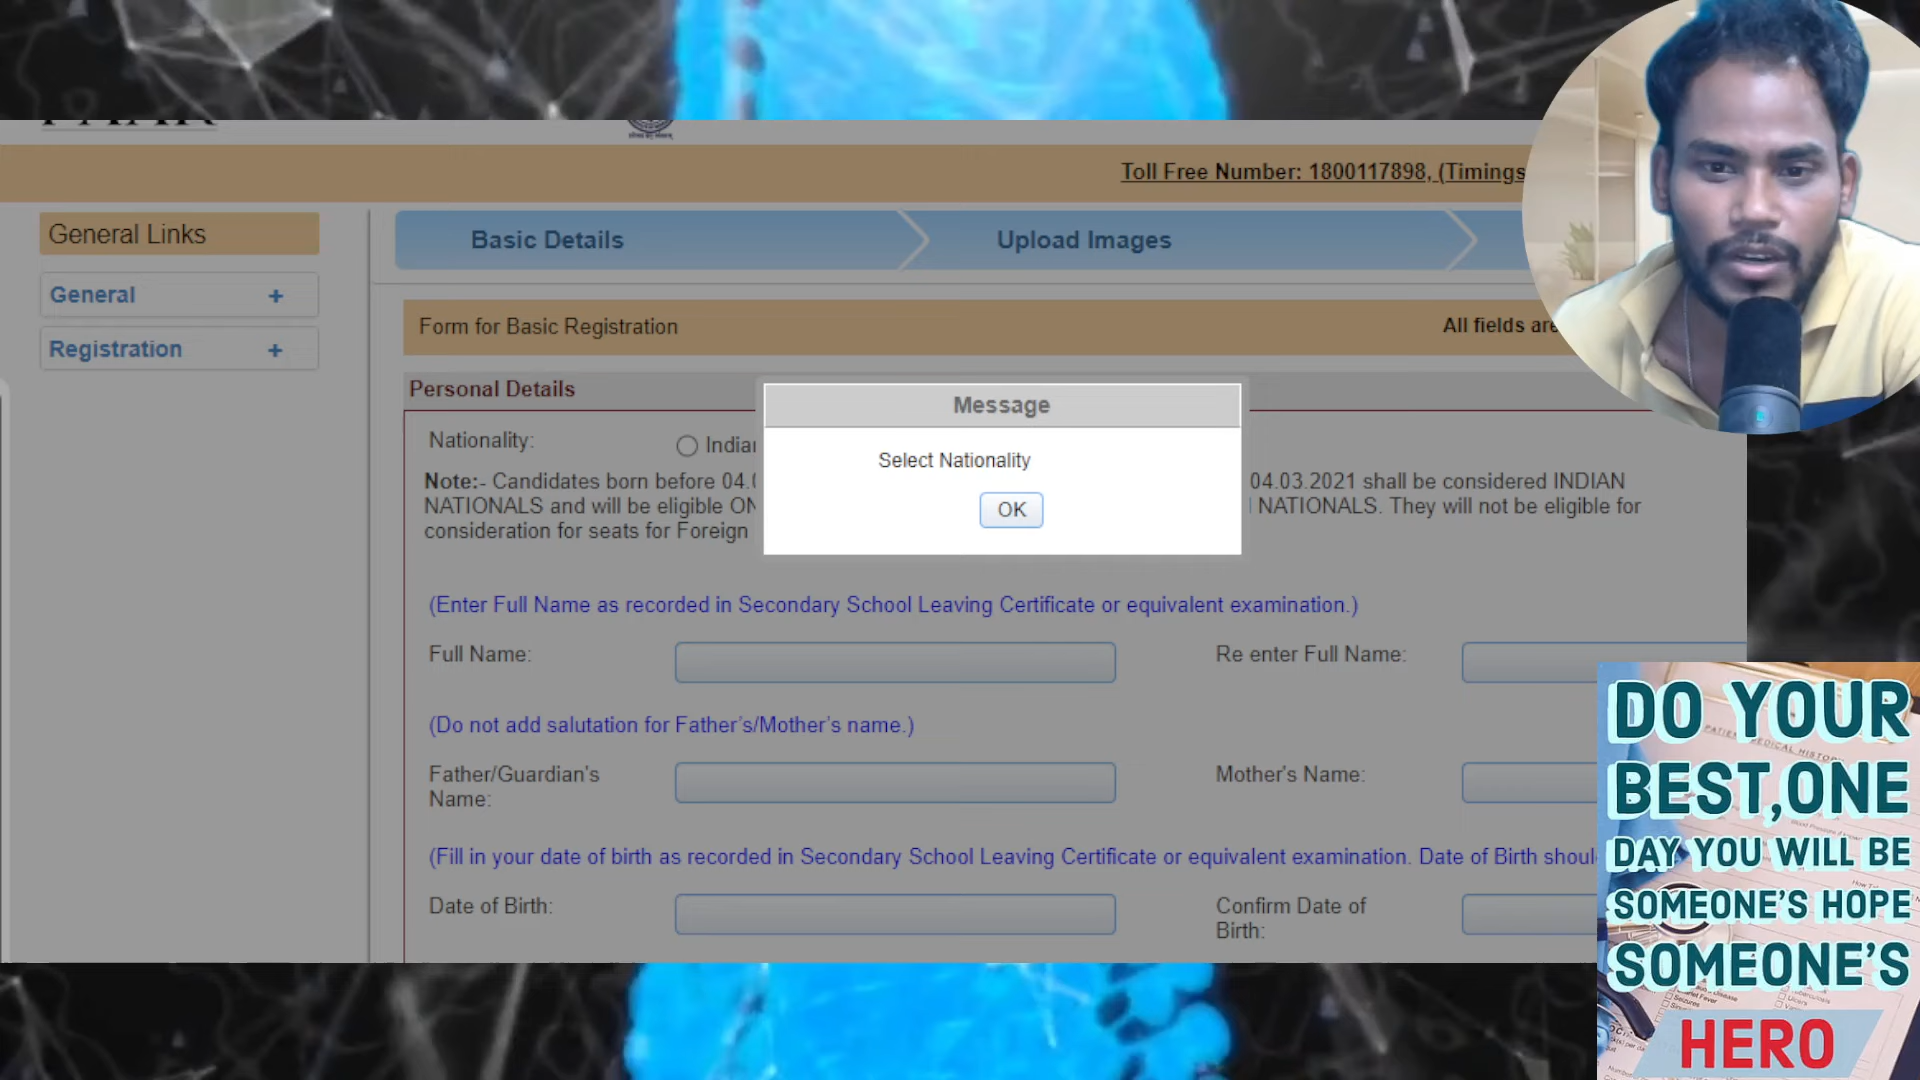 Toll Free Number: 1800117898, (Timings
General Links
Basic Details
Upload Images
General +
Registration +
Form for Basic Registration
All fields are
Personal Details
Message
Nationality:
Indian
Select Nationality
OK
Note:- Candidates born before 04.0
04.03.2021 shall be considered INDIAN
NATIONALS and will be eligible ON
NATIONALS. They will not be eligible for
consideration for seats for Foreign
(Enter Full Name as recorded in Secondary School Leaving Certificate or equivalent examination.)
Full Name:
Re enter Full Name:
(Do not add salutation for Father's/Mother's name.)
Father/Guardian's
Name:
Mother's Name:
(Fill in your date of birth as recorded in Secondary School Leaving Certificate or equivalent examination. Date of Birth shoul
Date of Birth:
Confirm Date of
Birth:
DO YOUR
BEST,ONE
DAY YOU WILL BE
SOMEONE'S HOPE
SOMEONE'S
HERO